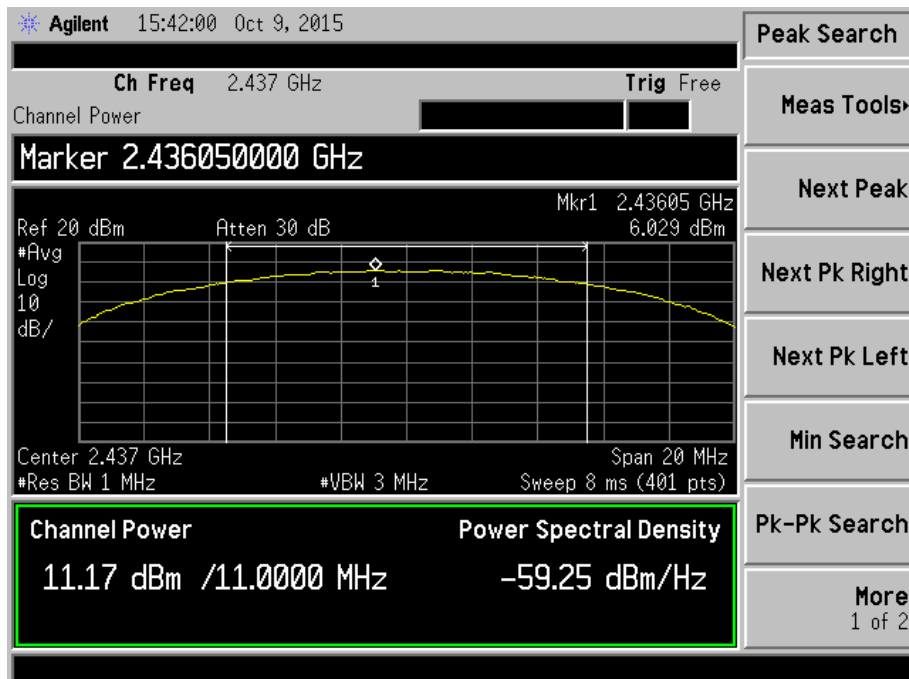 Agilent 15:42:00 Oct 9, 2015
Ch Freq 2.437 GHz Trig Free
Channel Power
Marker 2.436050000 GHz
Mkr1 2.43605 GHz
Ref 20 dBm Atten 30 dB 6.029 dBm
#Avg
Log
10
dB/
1
Center 2.437 GHz Span 20 MHz
#Res BW 1 MHz #VBW 3 MHz Sweep 8 ms (401 pts)
Channel Power Power Spectral Density
11.17 dBm /11.0000 MHz -59.25 dBm/Hz
Peak Search
Meas Tools
Next Peak
Next Pk Right
Next Pk Left
Min Search
Pk-Pk Search
More
1 of 2